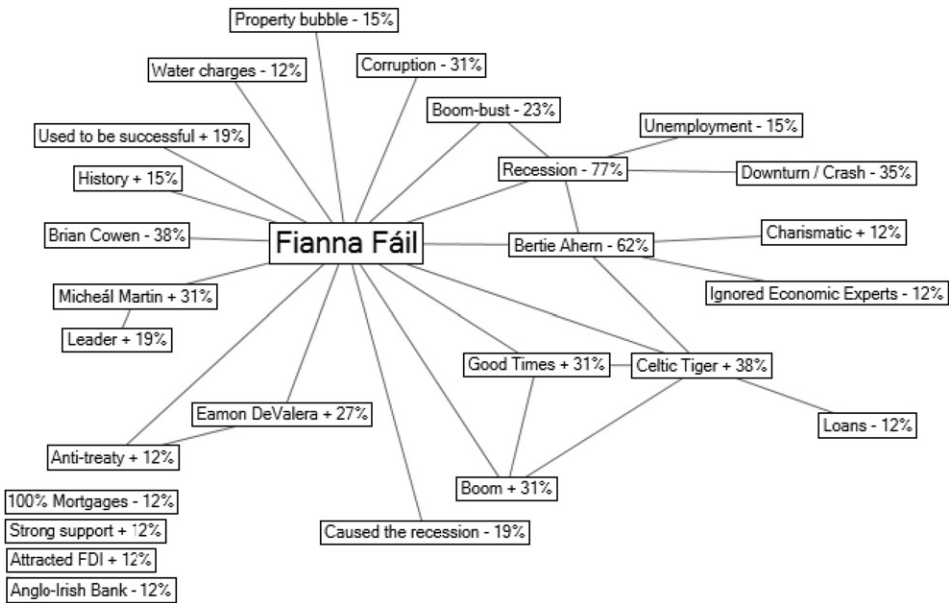 Property bubble - 15%
Water charges - 12%
Corruption - 31%
Boom-bust - 23%
Unemployment - 15%
Used to be successful + 19%
Recession - 77%
Downturn / Crash - 35%
History + 15%
Brian Cowen - 38%
Fianna Fáil
Bertie Ahern - 62%
Charismatic + 12%
Micheál Martin + 31%
Ignored Economic Experts - 12%
Leader + 19%
Good Times + 31%
Celtic Tiger + 38%
Eamon DeValera + 27%
Loans - 12%
Anti-treaty + 12%
Boom + 31%
100% Mortgages - 12%
Strong support + 12%
Caused the recession - 19%
Attracted FDI + 12%
Anglo-Irish Bank - 12%